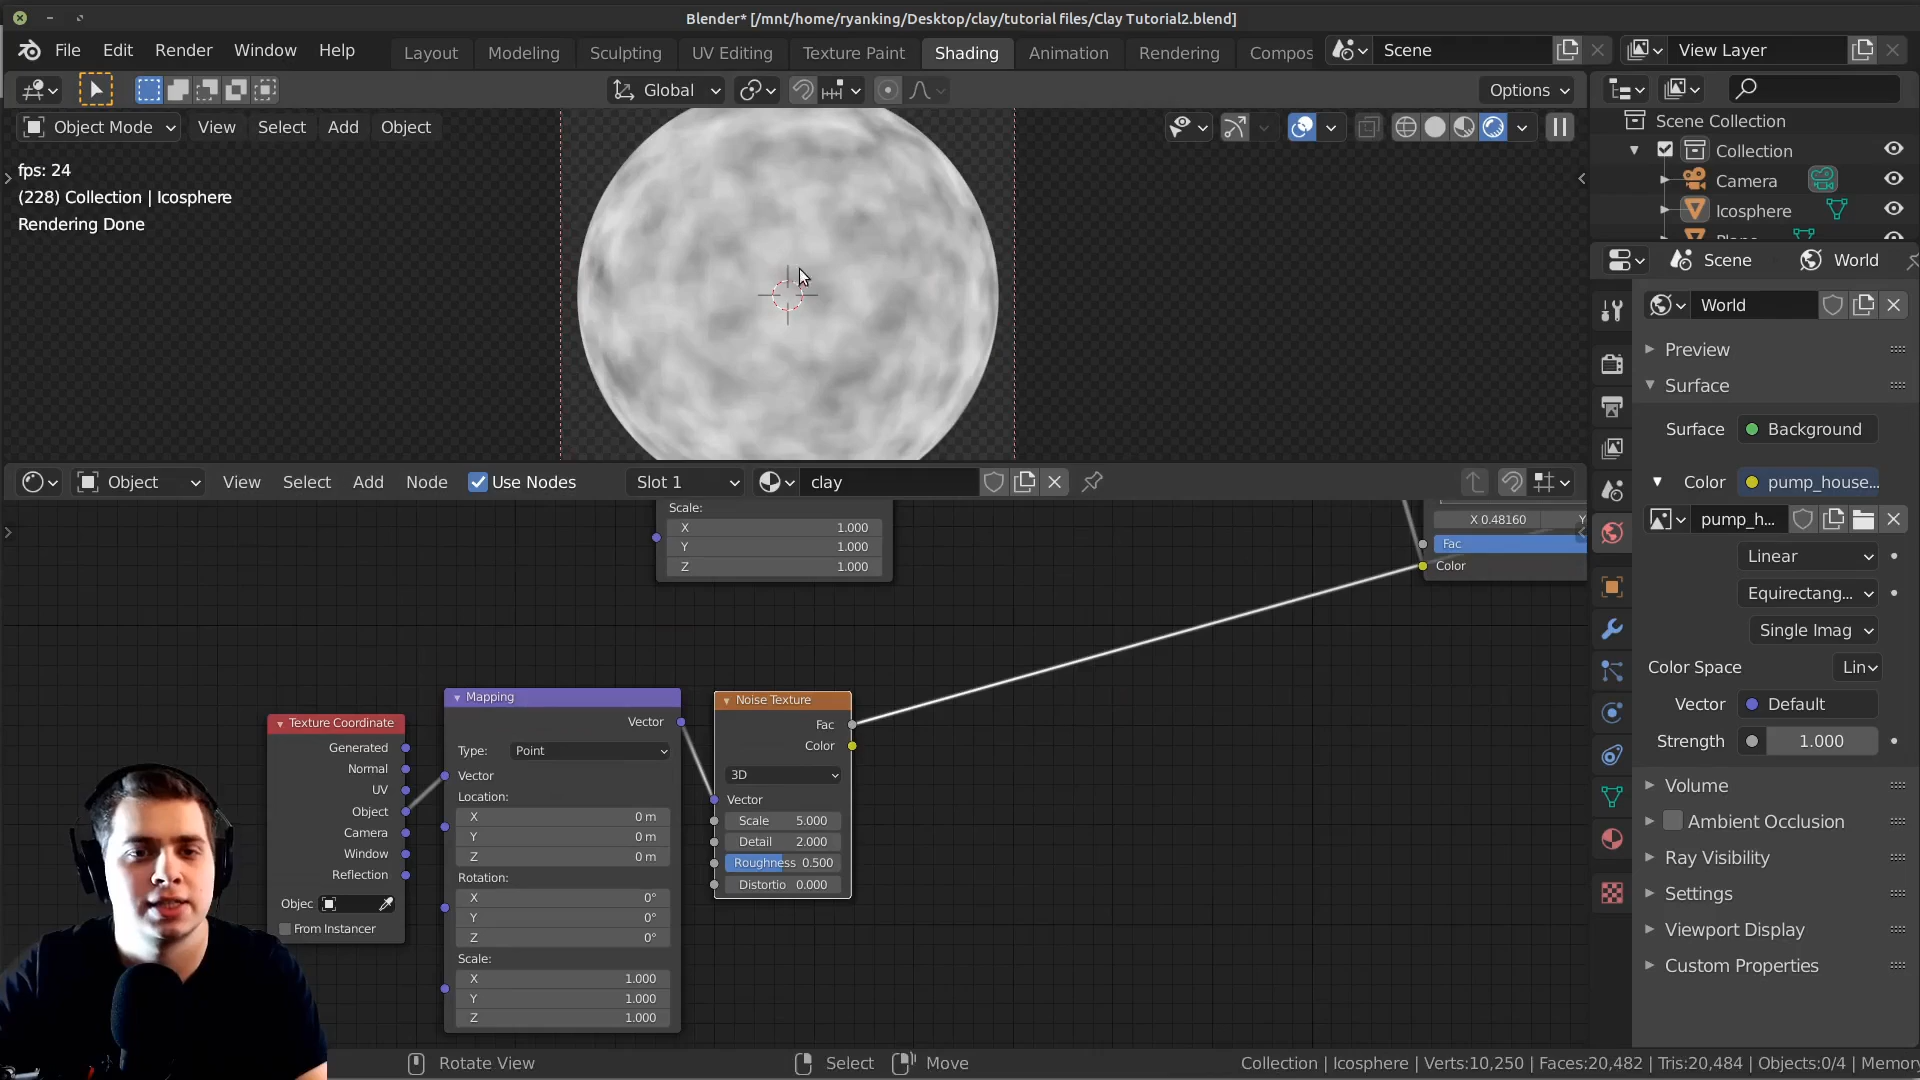 Blender* [/mnt/home/ryanking/Desktop/clay/tutorial files/Clay Tutorial2.blend]
File Edit Render Window Help
Layout Modeling Sculpting UV Editing Texture Paint Shading Animation Rendering Compos
Scene
View Layer
Global
Options
Object Mode View Select Add Object
fps: 24
(228) Collection | Icosphere
Rendering Done
Scene Collection
Collection
Camera
Icosphere
Scene World
World
Preview
Surface
Surface Background
Color pump_house...
pump_h...
Linear
Equirectang...
Single Imag
Color Space Lin
Vector Default
Strength 1.000
Volume
Ambient Occlusion
Ray Visibility
Settings
Viewport Display
Custom Properties
Object View Select Add Node Use Nodes Slot 1 clay
Scale:
X 1.000
Y 1.000
Z 1.000
X 0.48160 Y
Fac
Color
Texture Coordinate
Generated
Normal
UV
Object
Camera
Window
Reflection
Objec
From Instancer
Mapping
Vector
Type: Point
Vector
Location:
X 0 m
Y 0 m
Z 0 m
Rotation:
X 0°
Y 0°
Z 0°
Scale:
X 1.000
Y 1.000
Z 1.000
Noise Texture
Fac
Color
3D
Vector
Scale 5.000
Detail 2.000
Roughness 0.500
Distortio 0.000
Rotate View Select Move
Collection | Icosphere | Verts:10,250 | Faces:20,482 | Tris:20,484 | Objects:0/4 | Memor